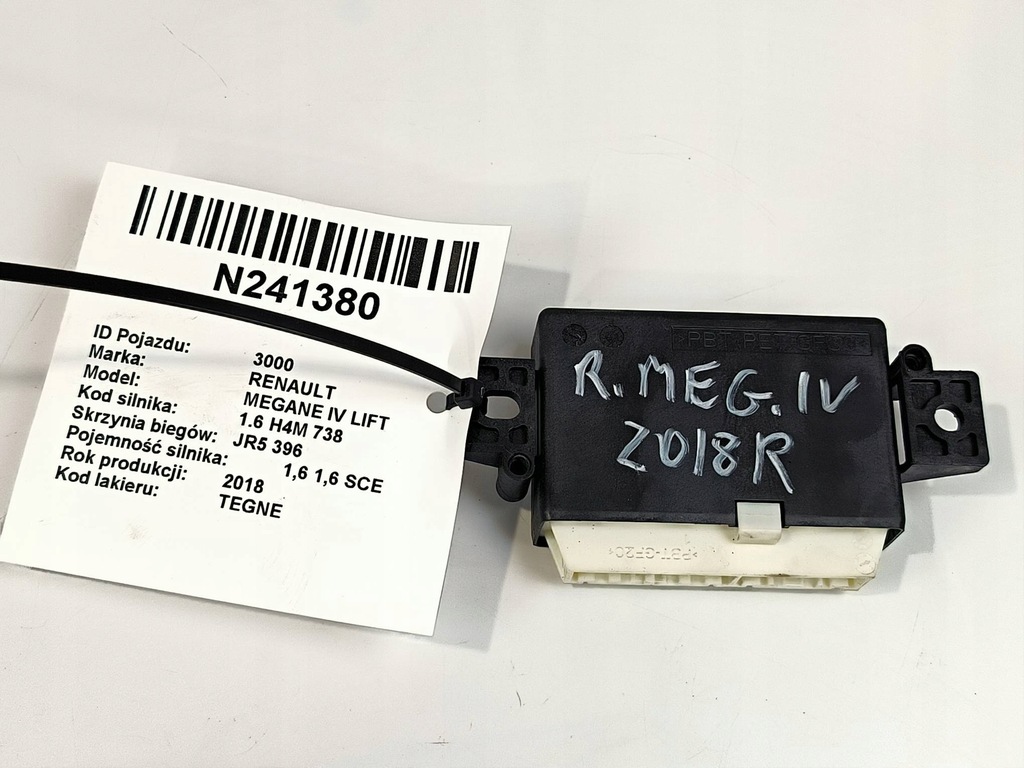 N241380
ID Pojazdu: 3000
Marka: RENAULT
Model: MEGANE IV LIFT
Kod silnika: 1.6 H4M 738
Skrzynia biegów: JR5 396
Pojemność silnika: 1,6 1,6 SCE
Rok produkcji: 2018
Kod lakieru: TEGNE
R.MEG.IV
2018R
>PBT-GF20<